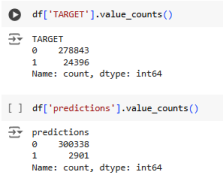 df['TARGET'].value_counts()
TARGET
0 278843
1 24396
Name: count, dtype: int64
[ ] df['predictions'].value_counts()
predictions
0 300338
1 2901
Name: count, dtype: int64